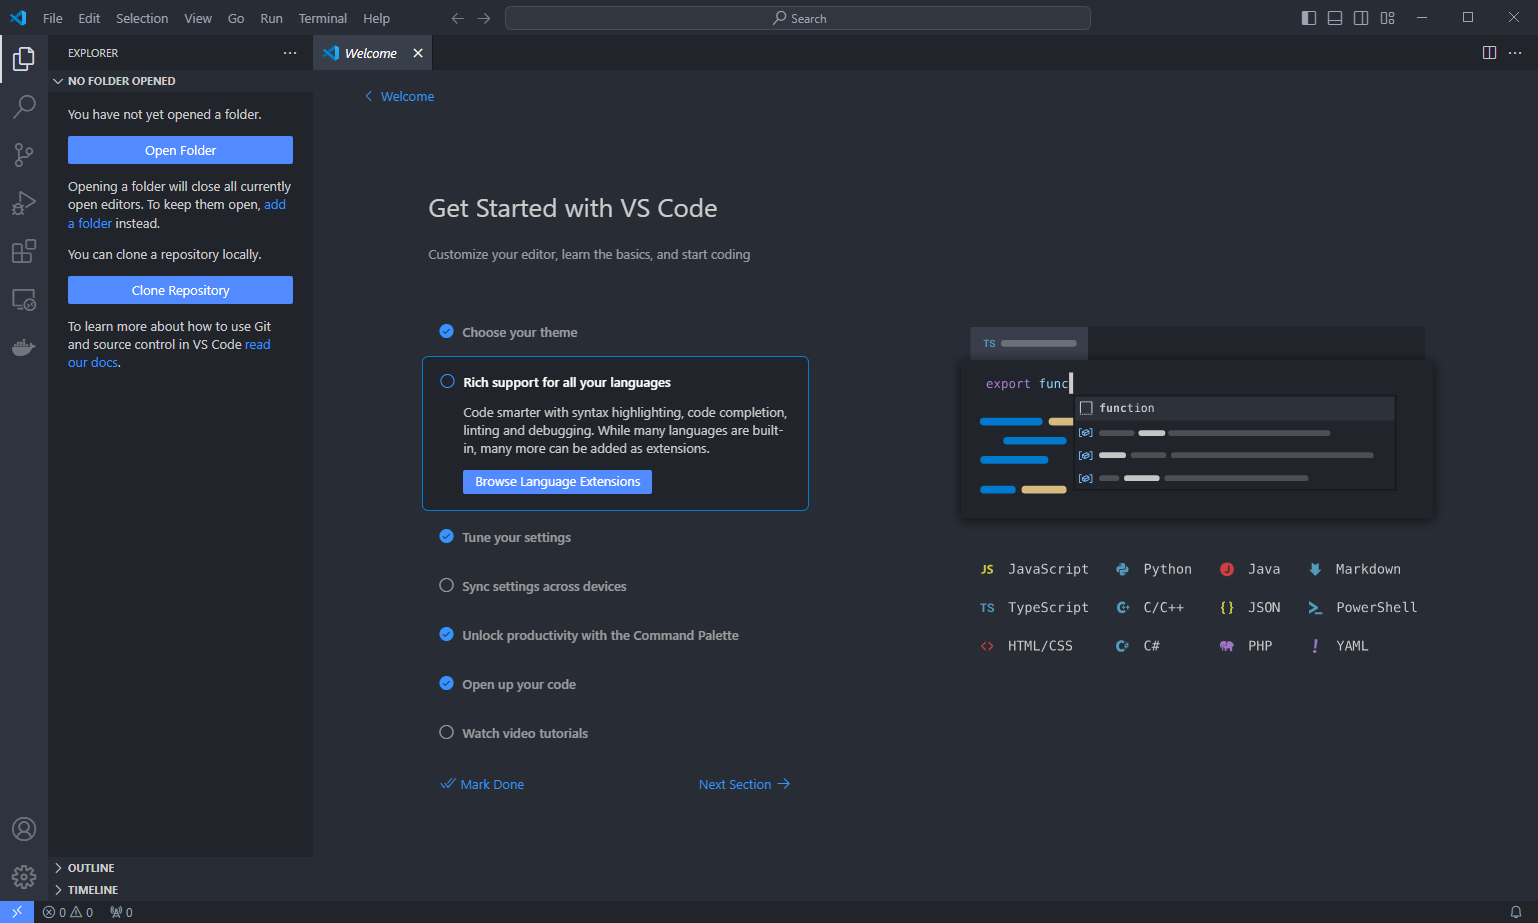 File Edit Selection View Go Run Terminal Help
Search
EXPLORER
Welcome
NO FOLDER OPENED
You have not yet opened a folder.
Open Folder
Opening a folder will close all currently
open editors. To keep them open, add
a folder instead.
You can clone a repository locally.
Clone Repository
To learn more about how to use Git
and source control in VS Code read
our docs.
OUTLINE
TIMELINE
Welcome
Get Started with VS Code
Customize your editor, learn the basics, and start coding
Choose your theme
Rich support for all your languages
Code smarter with syntax highlighting, code completion,
linting and debugging. While many languages are built-
in, many more can be added as extensions.
Browse Language Extensions
Tune your settings
Sync settings across devices
Unlock productivity with the Command Palette
Open up your code
Watch video tutorials
Mark Done
Next Section
TS
export func
function
JS JavaScript Python J Java Markdown
TS TypeScript C+ C/C++ {} JSON PowerShell
<> HTML/CSS C# C# PHP ! YAML
0 0 0